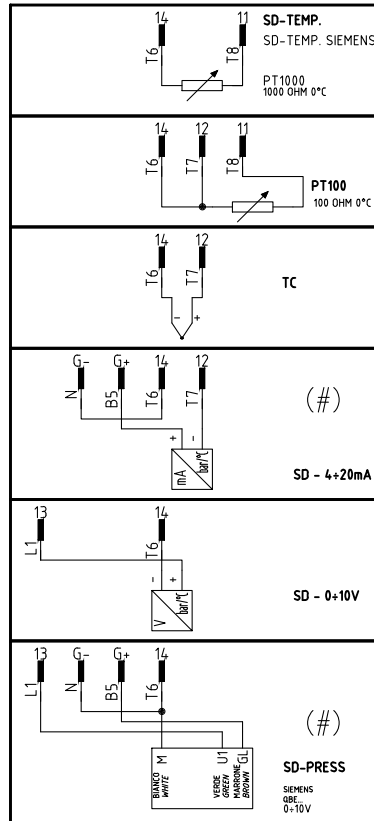 14 11 SD-TEMP.
SD-TEMP. SIEMENS
T6 T8
PT1000
1000 OHM 0°C
14 12 11
T6 T7 T8
PT100
100 OHM 0°C
14 12
T6 T7
TC
- +
G- G+ 14 12
N B5 T6 T7
(#)
+ -
mA bar/°C
SD - 4÷20mA
13 14
L1 T6
- +
V bar/°C
SD - 0÷10V
13 G- G+ 14
L1 N B5 T6
(#)
M U1 GL
BIANCO VERDE MARRONE
WHITE GREEN BROWN
SD-PRESS
SIEMENS
QBE...
0÷10V